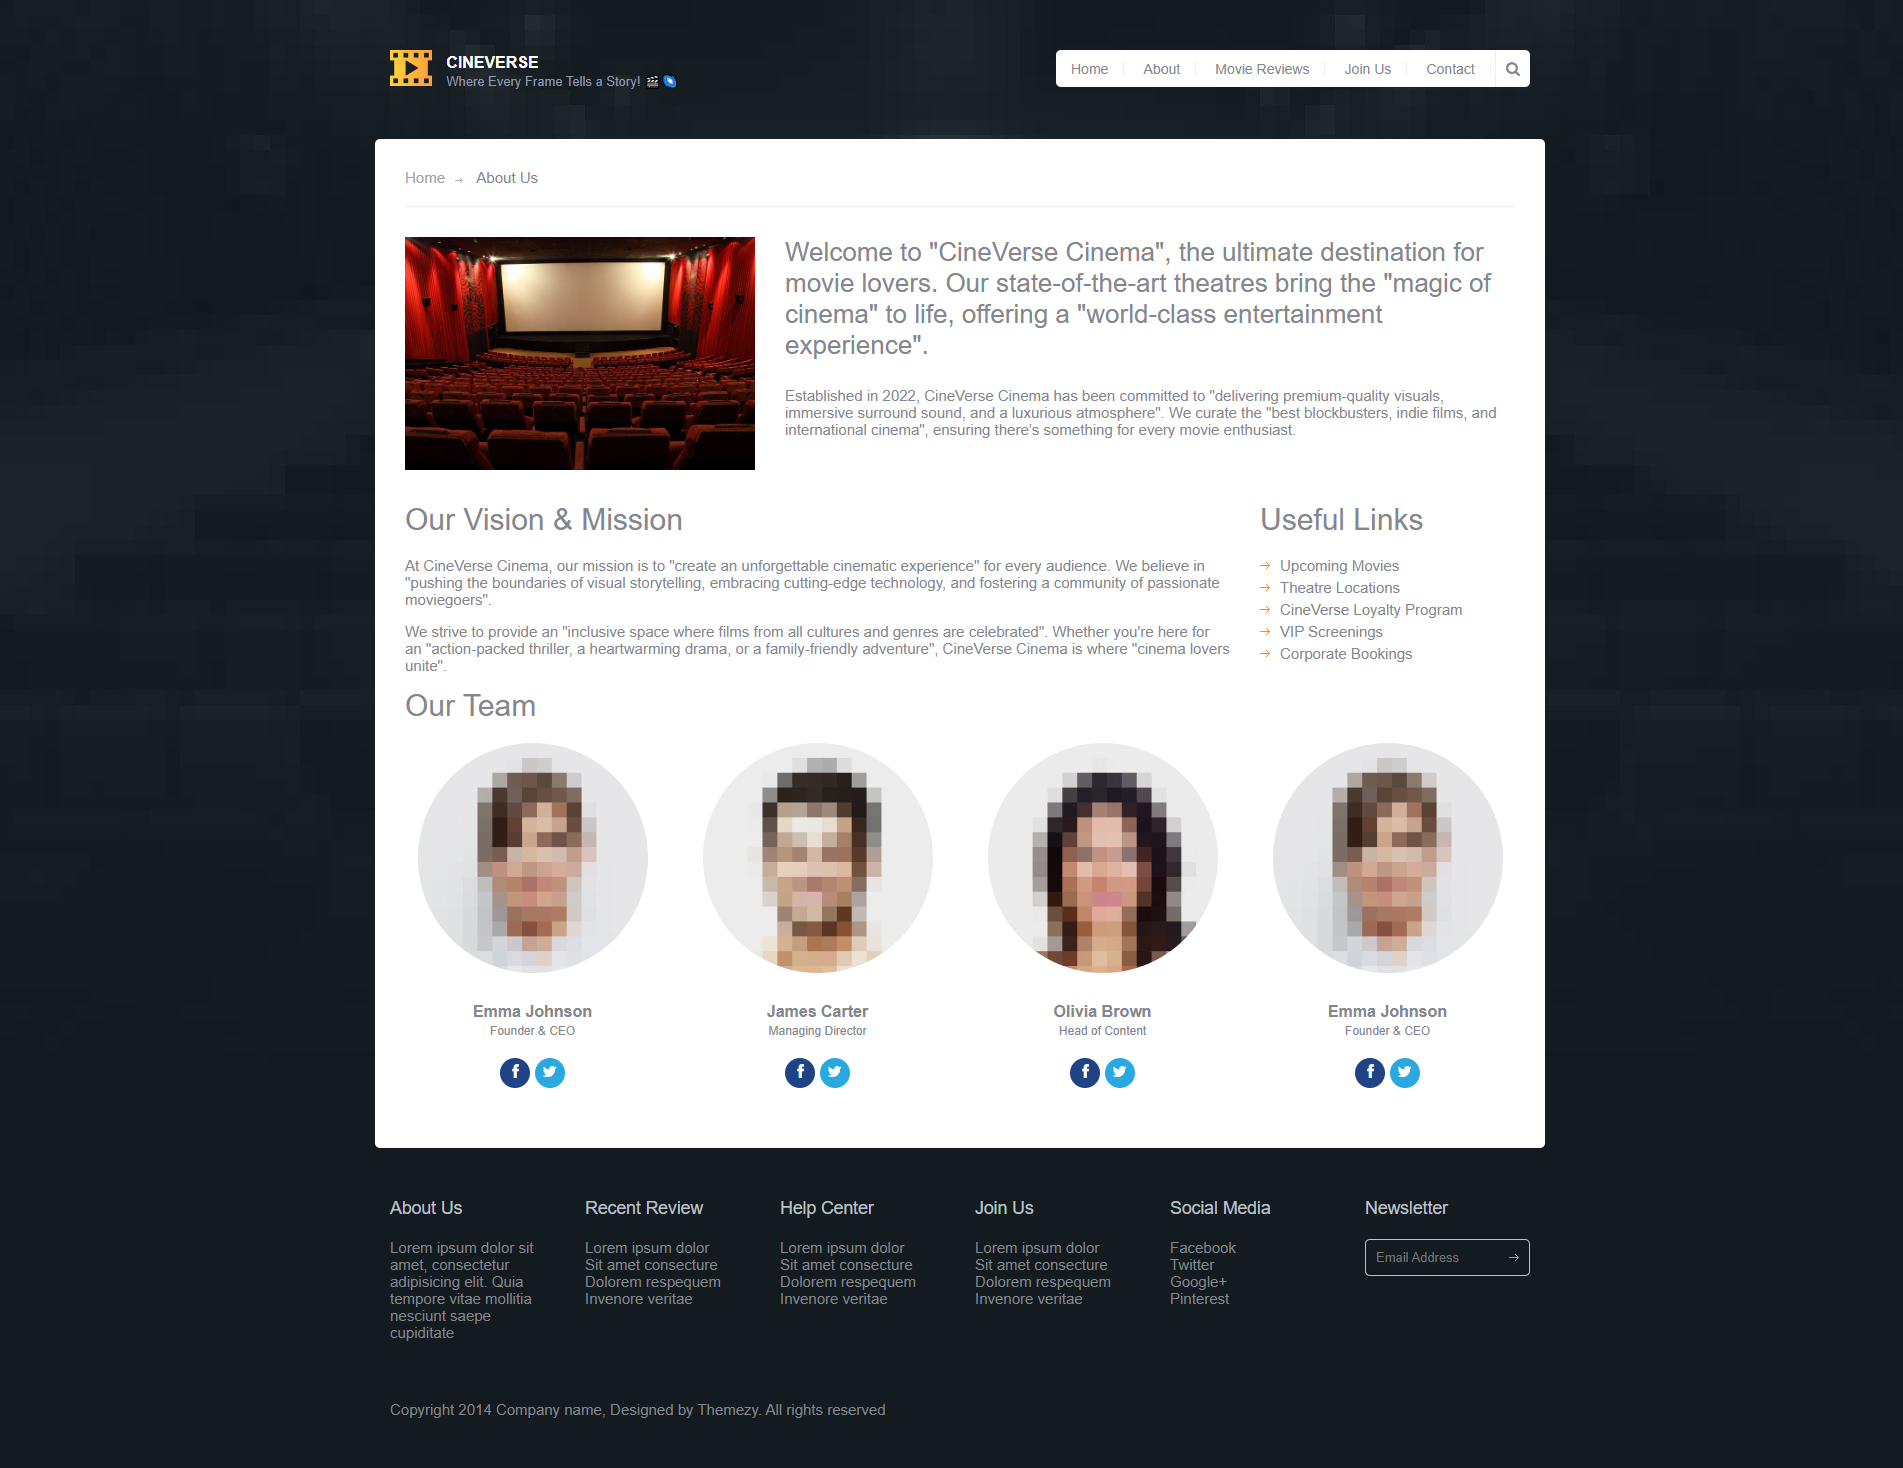 CINEVERSE
Where Every Frame Tells a Story! 🎬🌌
Home
About
Movie Reviews
Join Us
Contact
Home → About Us
Welcome to "CineVerse Cinema", the ultimate destination for
movie lovers. Our state-of-the-art theatres bring the "magic of
cinema" to life, offering a "world-class entertainment
experience".
Established in 2022, CineVerse Cinema has been committed to "delivering premium-quality visuals,
immersive surround sound, and a luxurious atmosphere". We curate the "best blockbusters, indie films, and
international cinema", ensuring there's something for every movie enthusiast.
Our Vision & Mission
At CineVerse Cinema, our mission is to "create an unforgettable cinematic experience" for every audience. We believe in
"pushing the boundaries of visual storytelling, embracing cutting-edge technology, and fostering a community of passionate
moviegoers".
We strive to provide an "inclusive space where films from all cultures and genres are celebrated". Whether you're here for
an "action-packed thriller, a heartwarming drama, or a family-friendly adventure", CineVerse Cinema is where "cinema lovers
unite".
Useful Links
→ Upcoming Movies
→ Theatre Locations
→ CineVerse Loyalty Program
→ VIP Screenings
→ Corporate Bookings
Our Team
Emma Johnson
Founder & CEO
James Carter
Managing Director
Olivia Brown
Head of Content
Emma Johnson
Founder & CEO
About Us
Lorem ipsum dolor sit
amet, consectetur
adipisicing elit. Quia
tempore vitae mollitia
nesciunt saepe
cupiditate
Recent Review
Lorem ipsum dolor
Sit amet consecture
Dolorem respequem
Invenore veritae
Help Center
Lorem ipsum dolor
Sit amet consecture
Dolorem respequem
Invenore veritae
Join Us
Lorem ipsum dolor
Sit amet consecture
Dolorem respequem
Invenore veritae
Social Media
Facebook
Twitter
Google+
Pinterest
Newsletter
Email Address →
Copyright 2014 Company name, Designed by Themezy. All rights reserved